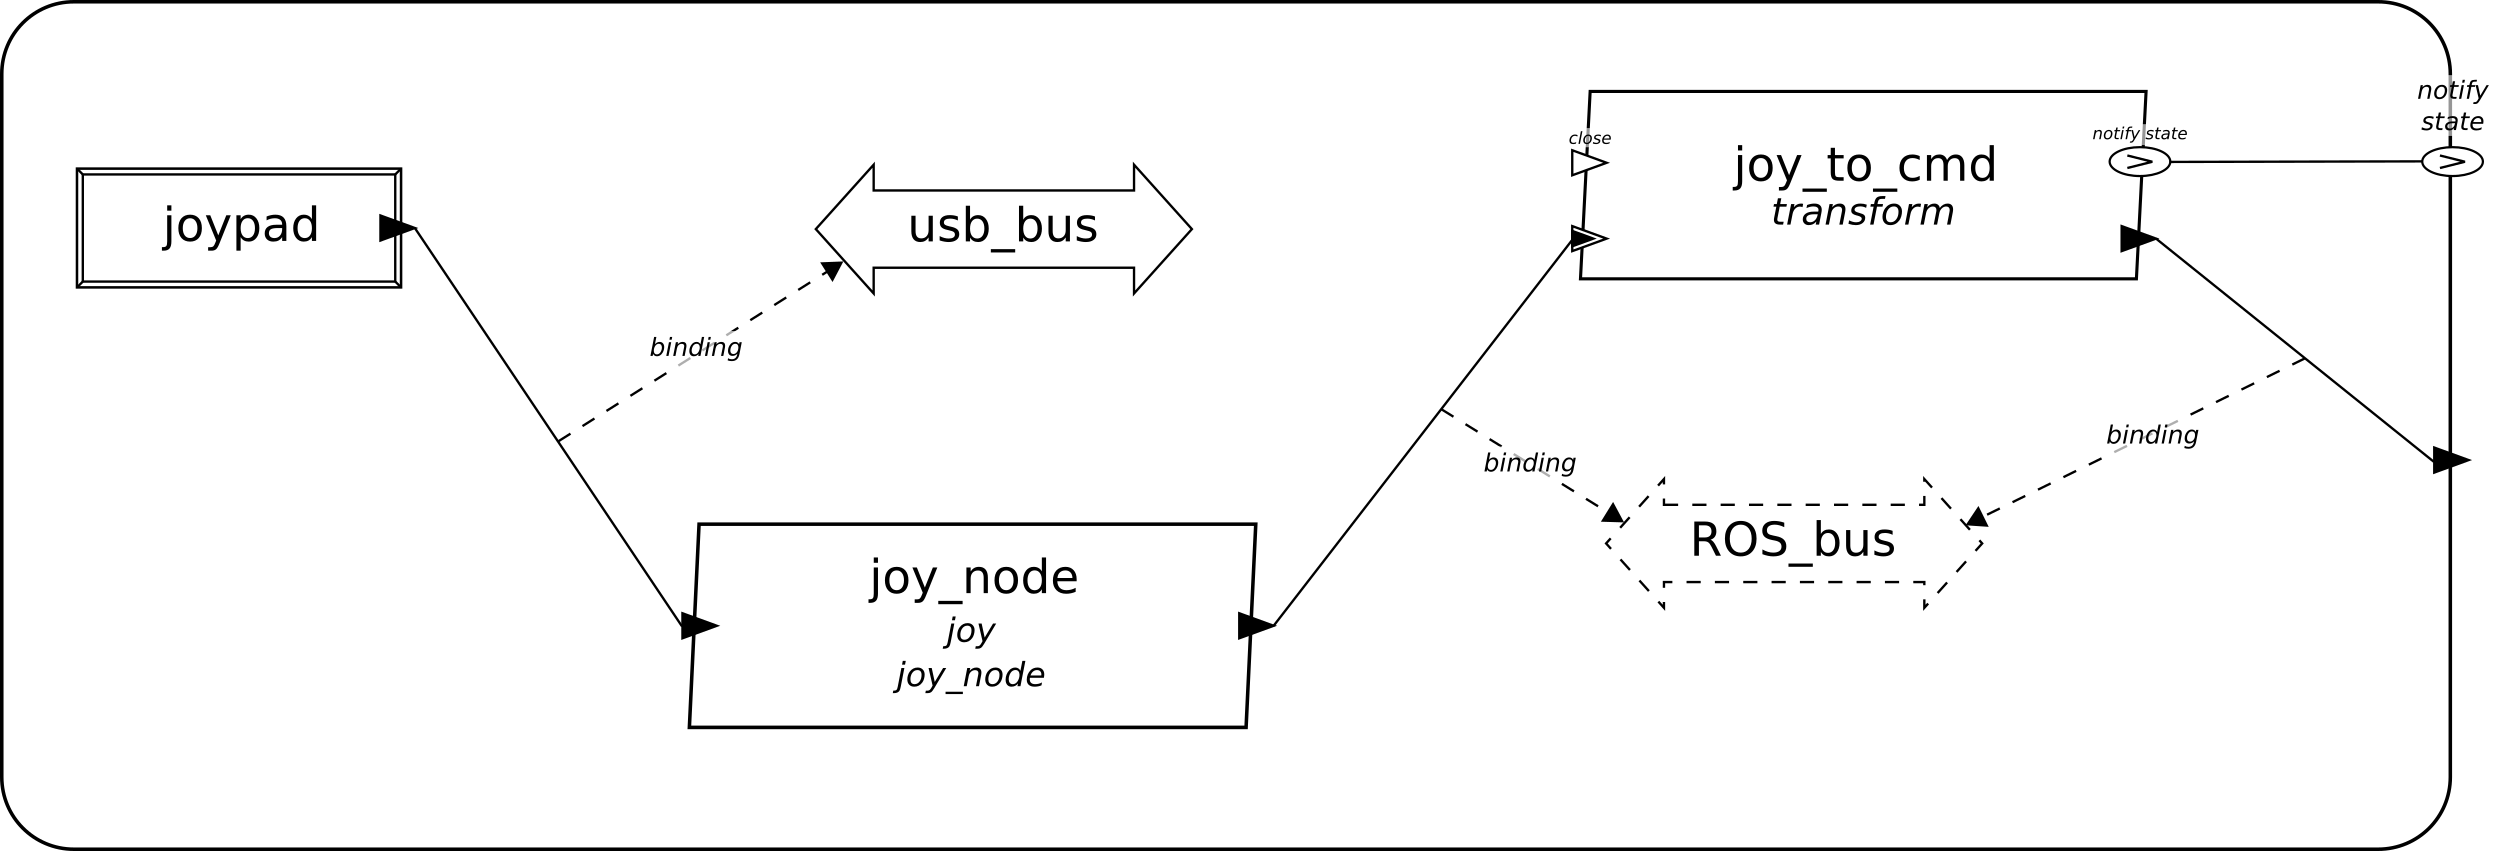 notify
state
close
notify state
joypad
usb_bus
joy_to_cmd
transform
binding
binding
binding
ROS_bus
joy_node
joy
joy_node